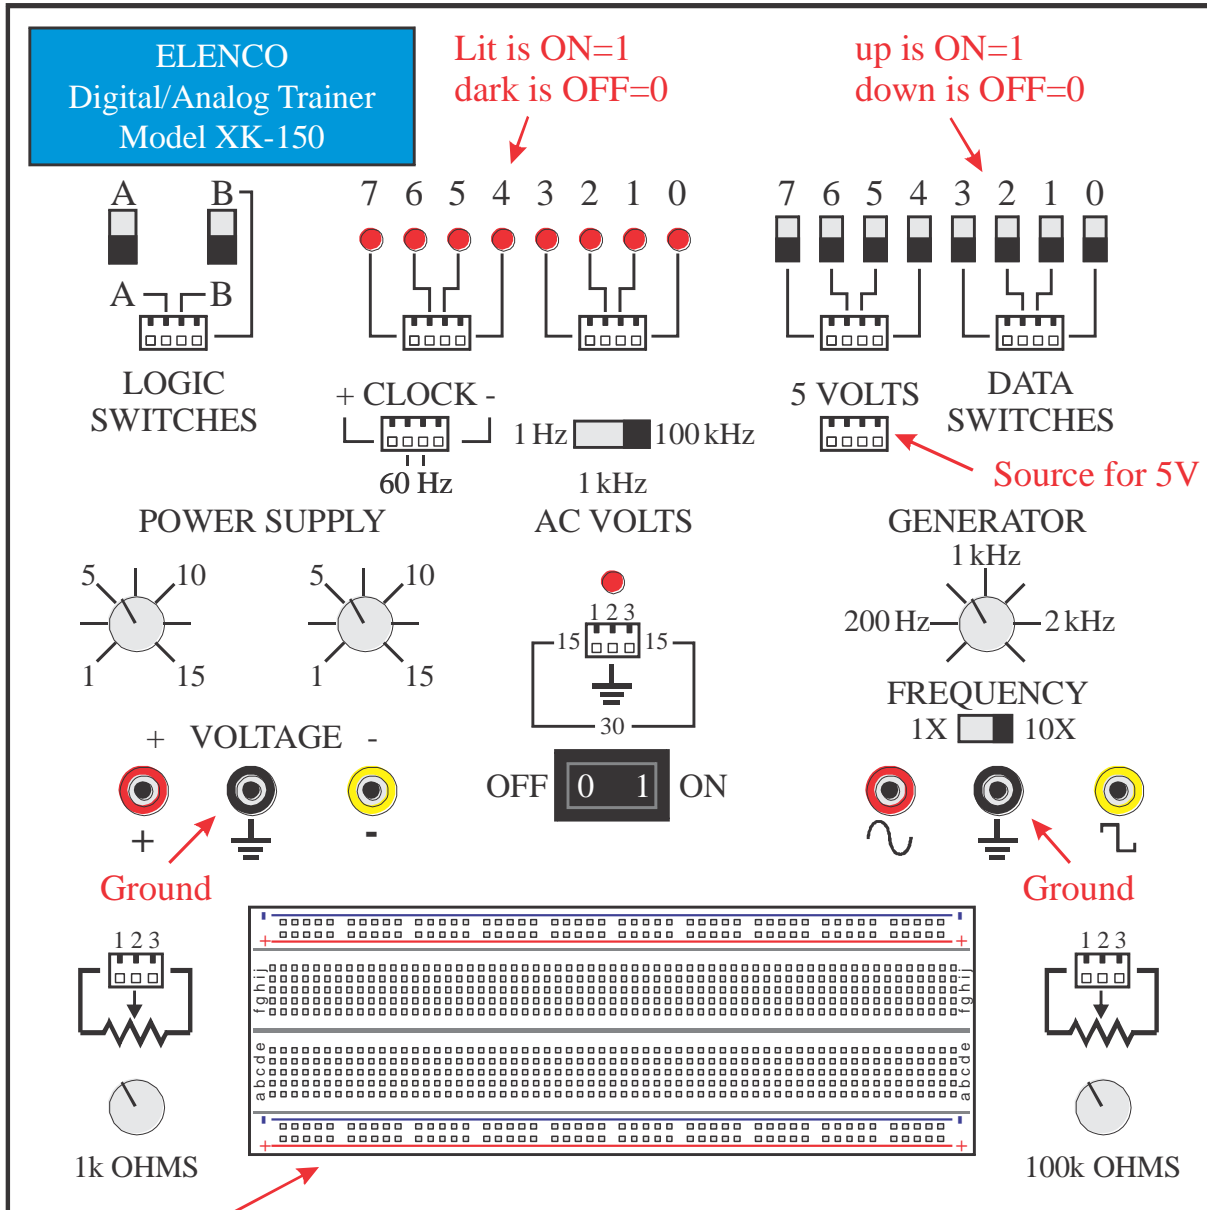 ELENCO
Digital/Analog Trainer
Model XK-150
Lit is ON=1
dark is OFF=0
up is ON=1
down is OFF=0
A B
7 6 5 4 3 2 1 0
7 6 5 4 3 2 1 0
A B
LOGIC
SWITCHES
+ CLOCK -
60 Hz
1 Hz 100 kHz
1 kHz
5 VOLTS
DATA
SWITCHES
Source for 5V
POWER SUPPLY
5 10
1 15
5 10
1 15
+ VOLTAGE -
+ -
Ground
AC VOLTS
1 2 3
15 15
30
OFF 0 1 ON
GENERATOR
1 kHz
200 Hz 2 kHz
FREQUENCY
1X 10X
Ground
1 2 3
1k OHMS
- -
+ +
f g h i j f g h i j
a b c d e a b c d e
- -
+ +
1 2 3
100k OHMS